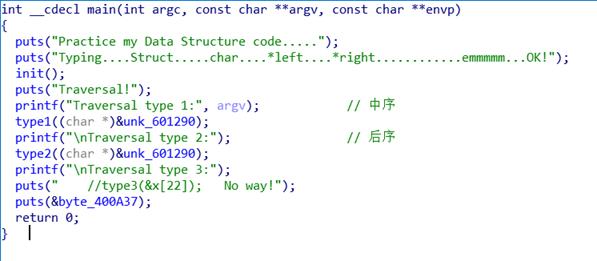 int __cdecl main(int argc, const char **argv, const char **envp)
{
puts("Practice my Data Structure code.....");
puts("Typing....Struct.....char....*left....*right............emmmmm...OK!");
init();
puts("Traversal!");
printf("Traversal type 1:", argv); // 中序
type1((char *)&unk_601290);
printf("\nTraversal type 2:"); // 后序
type2((char *)&unk_601290);
printf("\nTraversal type 3:");
puts("    //type3(&x[22]);   No way!");
puts(&byte_400A37);
return 0;
}